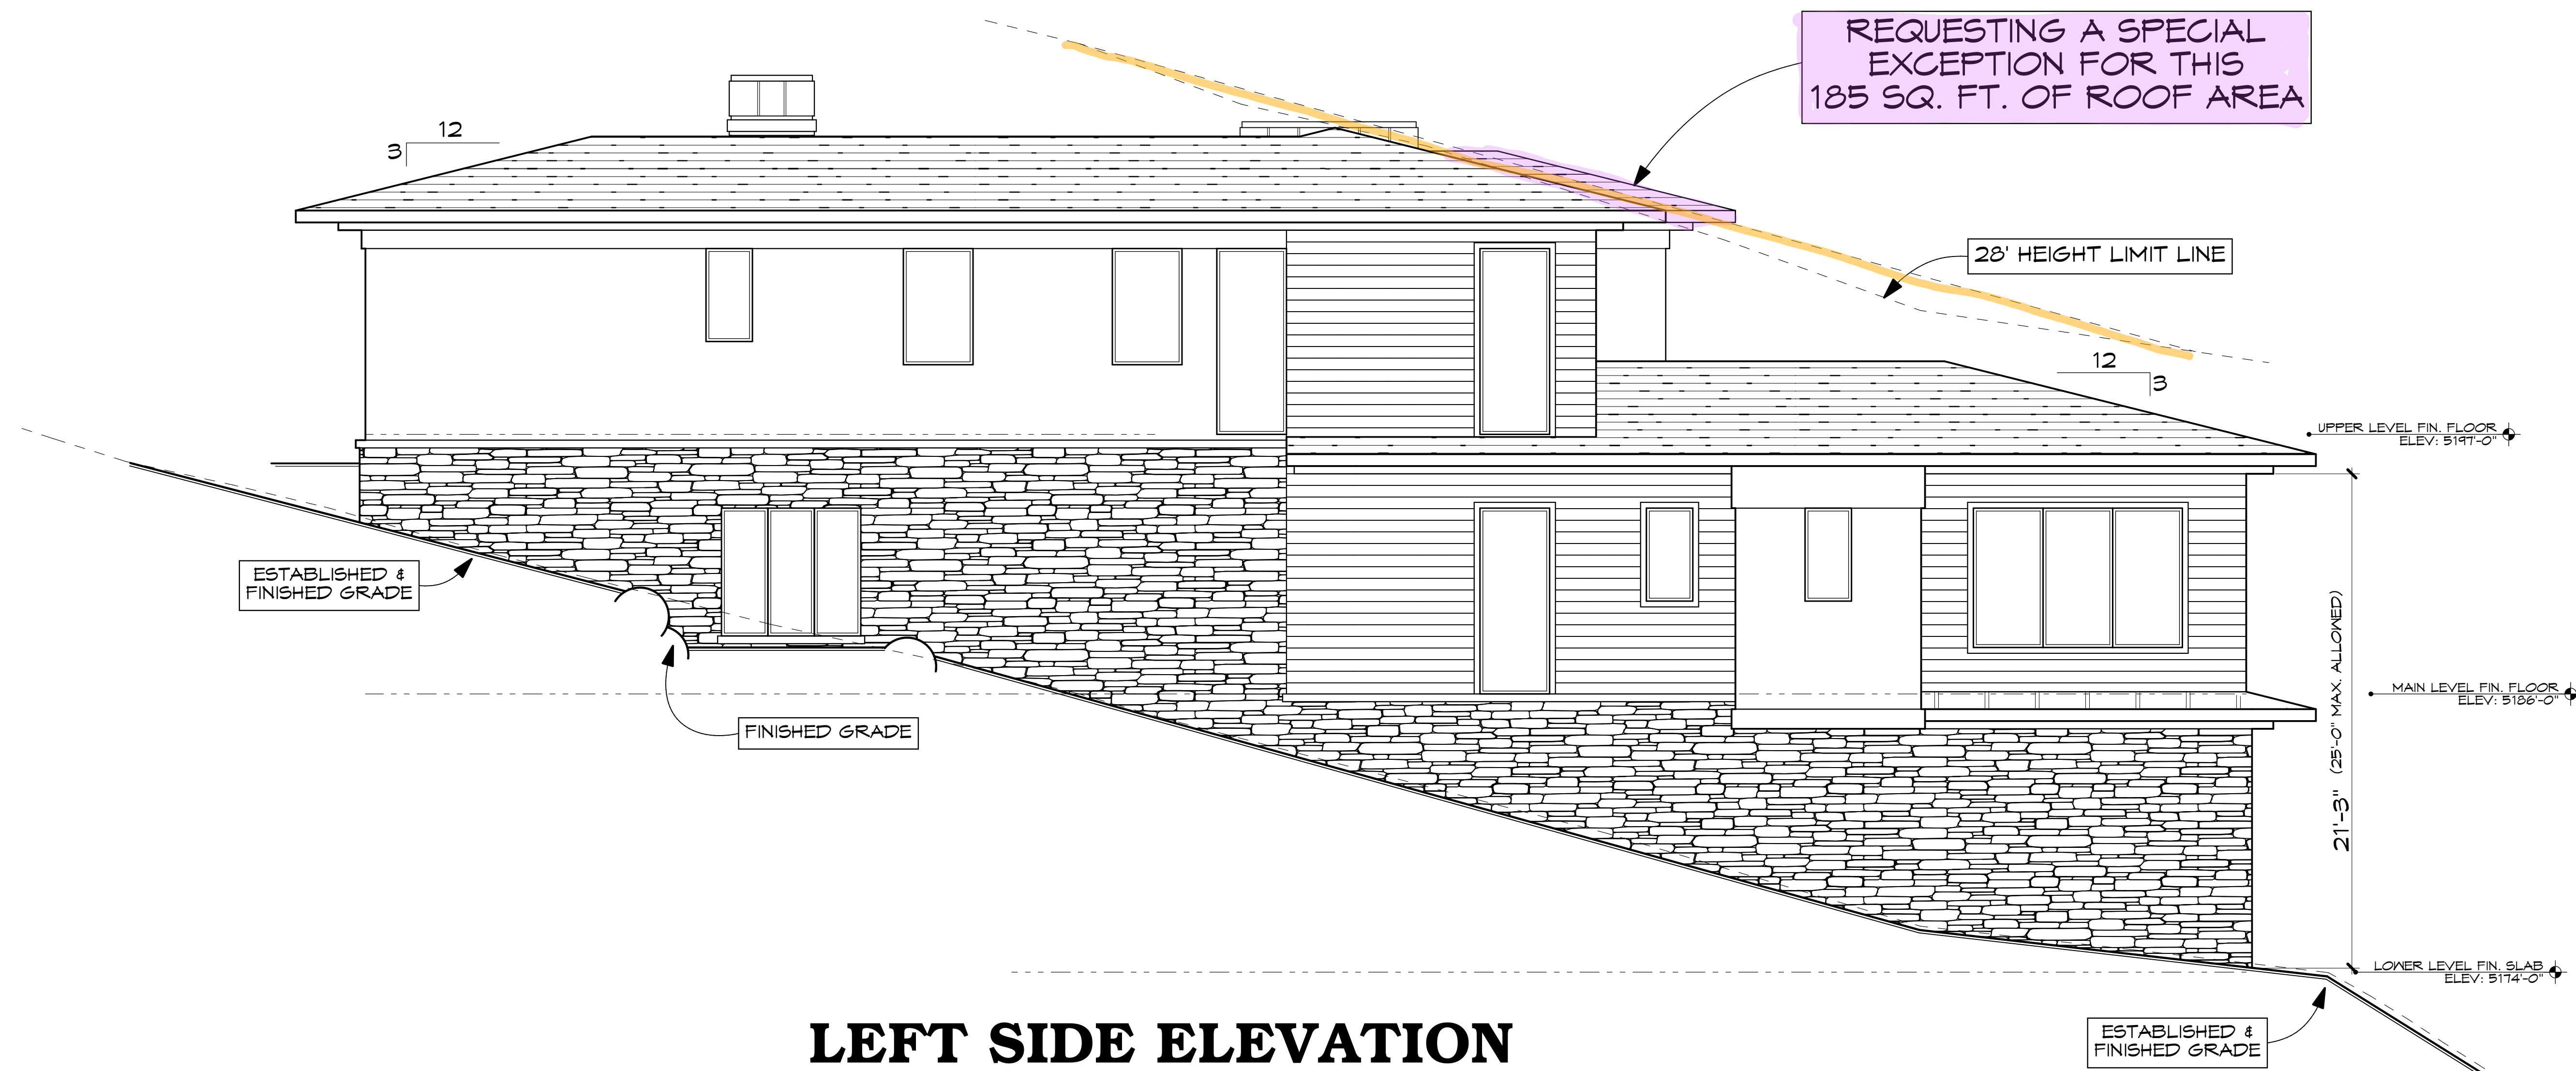 REQUESTING A SPECIAL
EXCEPTION FOR THIS
185 SQ. FT. OF ROOF AREA
12
3
28' HEIGHT LIMIT LINE
12
3
UPPER LEVEL FIN. FLOOR
ELEV: 5197'-0"
ESTABLISHED &
FINISHED GRADE
21'-3" (25'-0" MAX. ALLOWED)
MAIN LEVEL FIN. FLOOR
ELEV: 5186'-0"
FINISHED GRADE
LOWER LEVEL FIN. SLAB
ELEV: 5174'-0"
LEFT SIDE ELEVATION
ESTABLISHED &
FINISHED GRADE